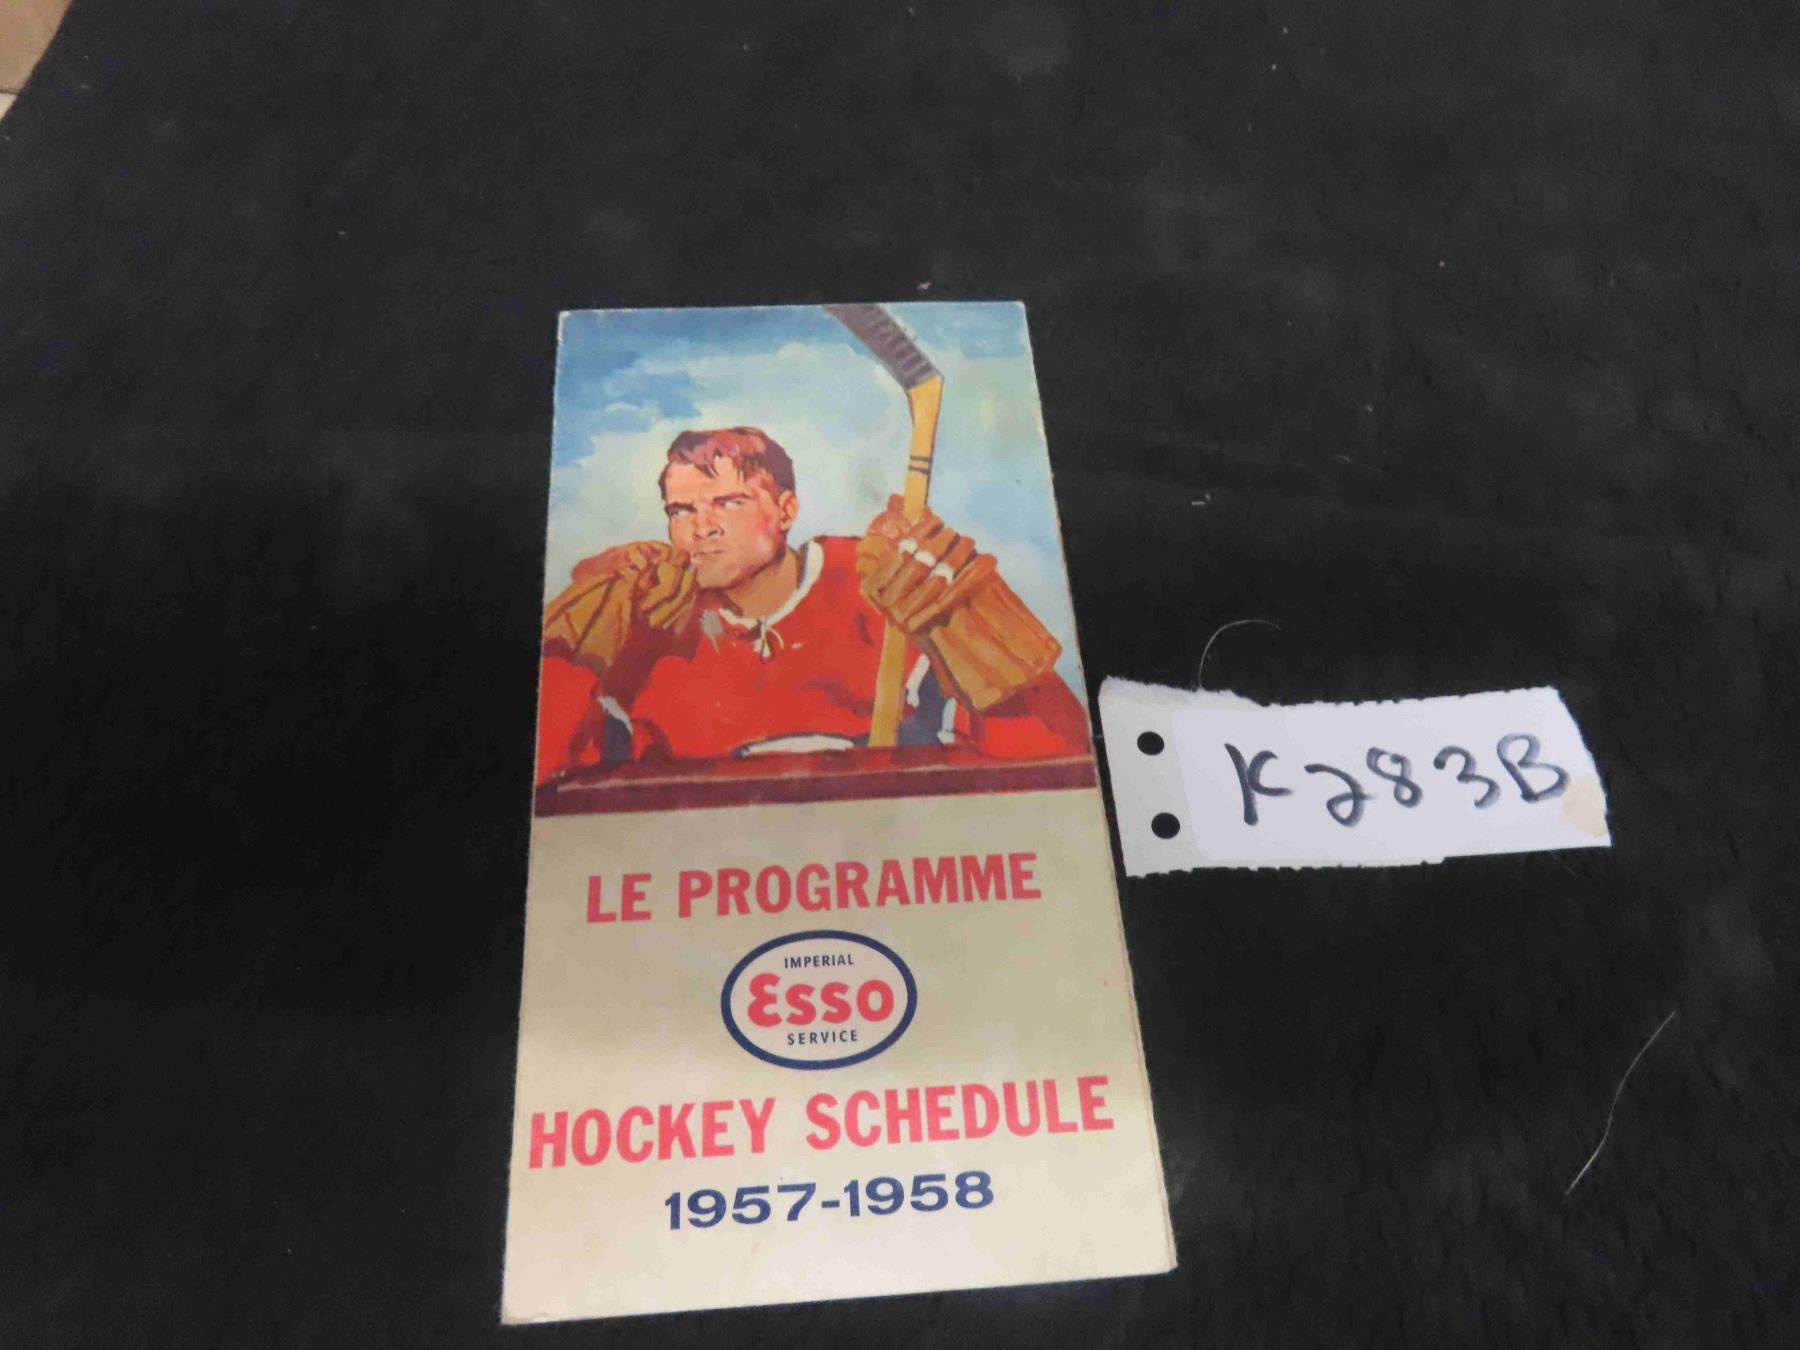 LE PROGRAMME
IMPERIAL
Esso
SERVICE
HOCKEY SCHEDULE
1957-1958
K283B